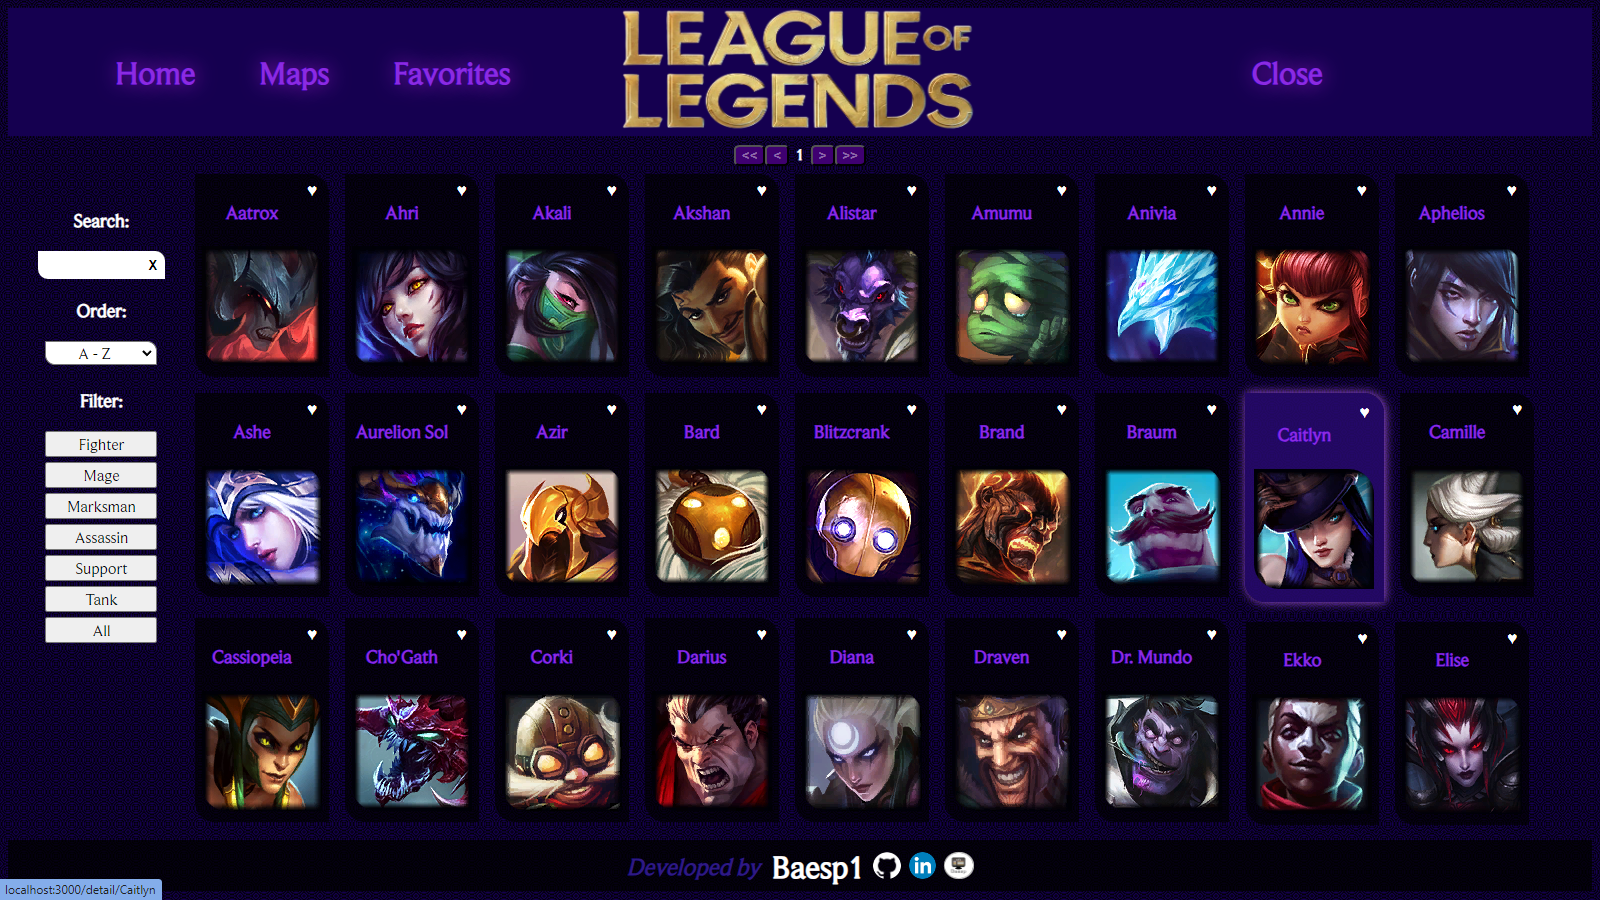 Home Maps Favorites
LEAGUE OF
LEGENDS
Close
<< < 1 > >>
Search:
X
Order:
A - Z
Filter:
Fighter
Mage
Marksman
Assassin
Support
Tank
All
Aatrox Ahri Akali Akshan Alistar Amumu Anivia Annie Aphelios
Ashe Aurelion Sol Azir Bard Blitzcrank Brand Braum Caitlyn Camille
Cassiopeia Cho'Gath Corki Darius Diana Draven Dr. Mundo Ekko Elise
Developed by Baesp1
in
localhost:3000/detail/Caitlyn